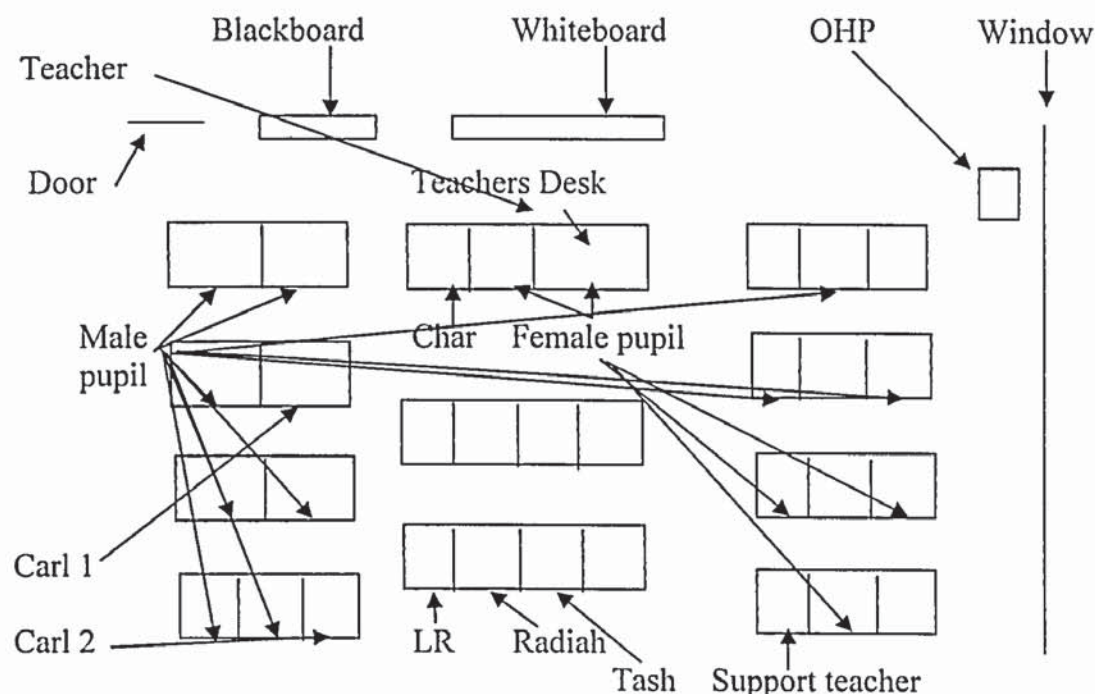 Blackboard
Whiteboard
OHP
Window
Teacher
Door
Teachers Desk
Male
pupil
Char
Female pupil
Carl 1
Carl 2
LR
Radiah
Tash
Support teacher